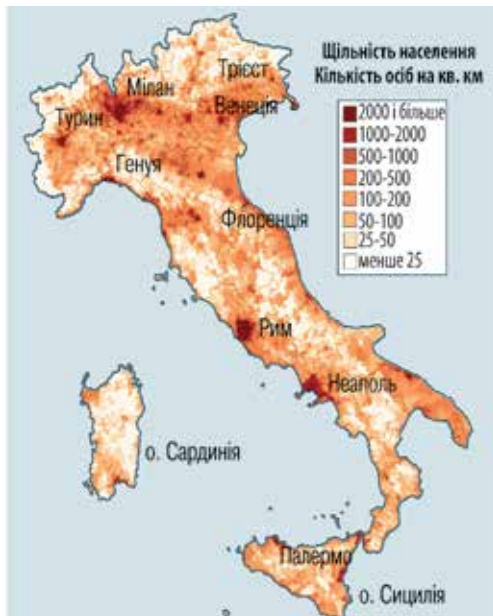 Щільність населення
Кількість осіб на кв. км
2000 і більше
1000-2000
500-1000
200-500
100-200
50-100
25-50
менше 25
Трієст
Мілан
Венеція
Турин
Генуя
Флоренція
Рим
Неаполь
о. Сардинія
Палермо
о. Сицилія